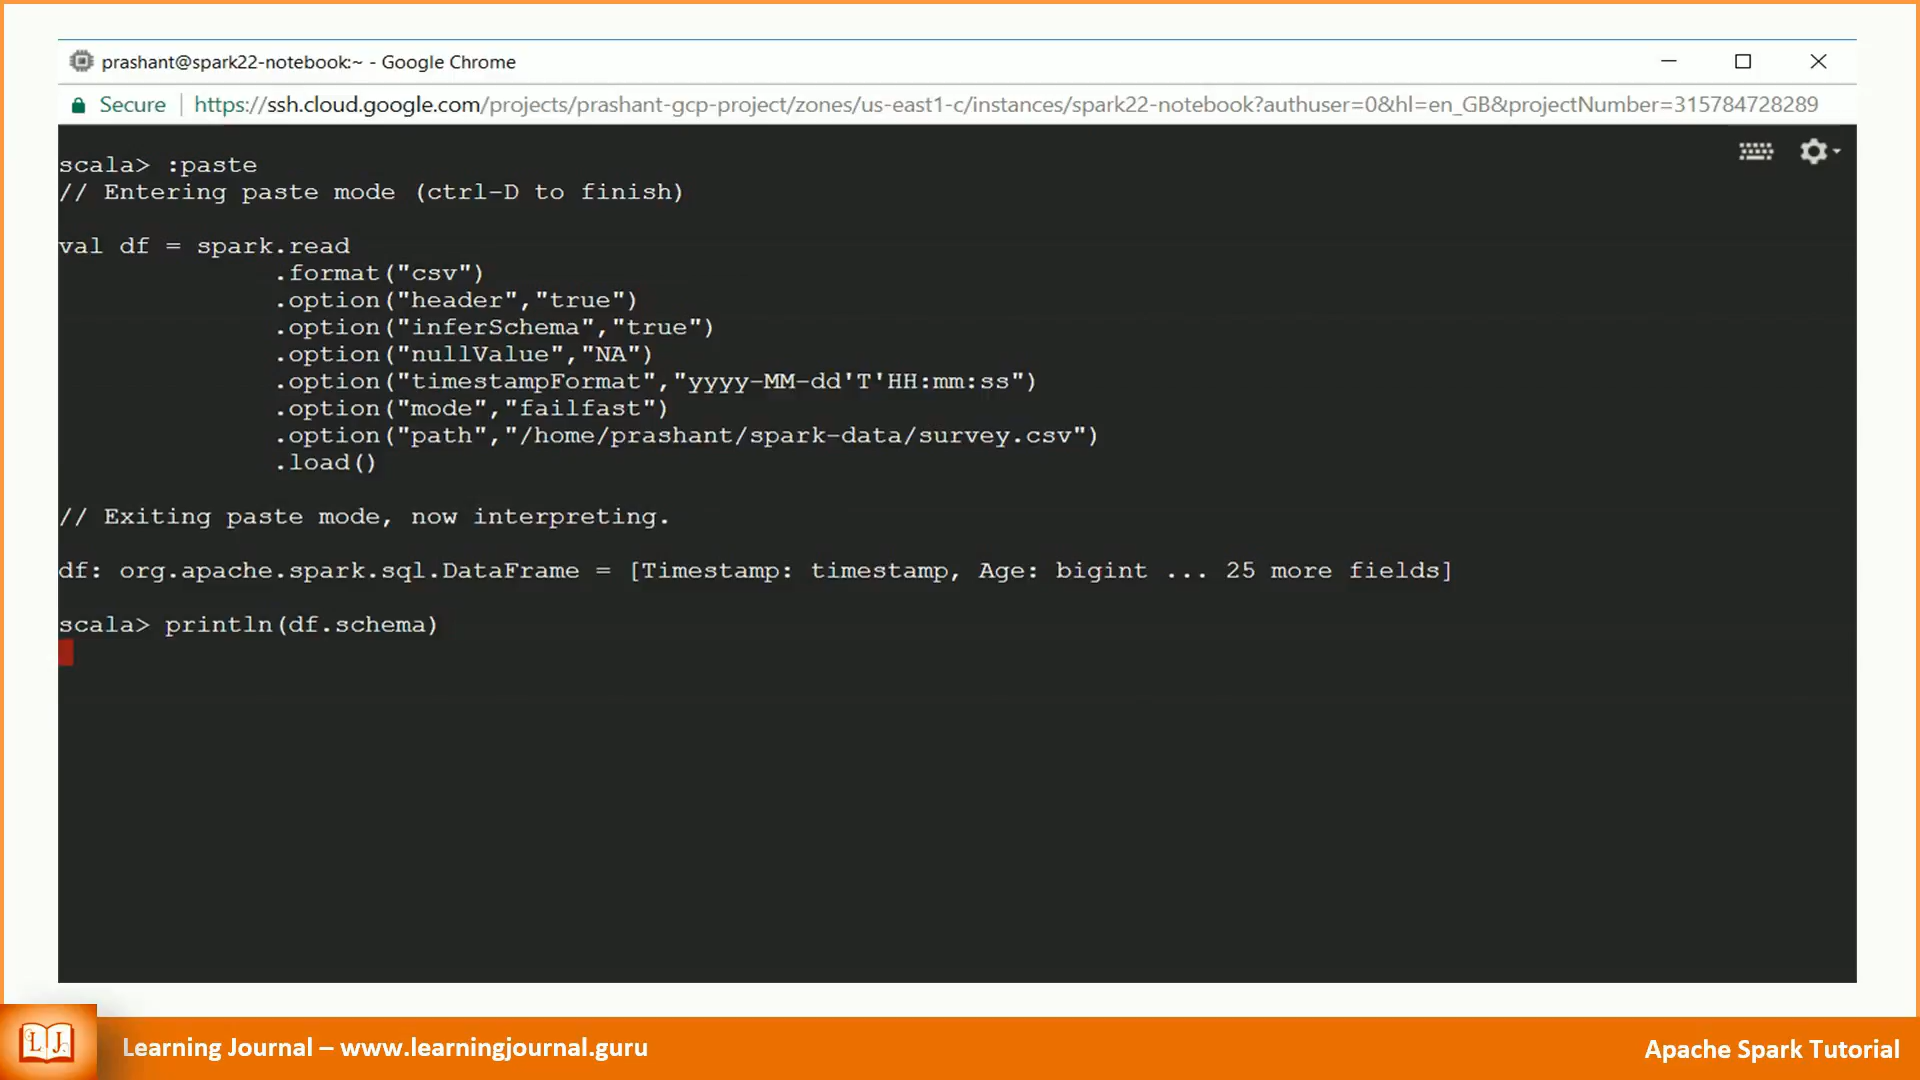 prashant@spark22-notebook:~ - Google Chrome
Secure | https://ssh.cloud.google.com/projects/prashant-gcp-project/zones/us-east1-c/instances/spark22-notebook?authuser=0&hl=en_GB&projectNumber=315784728289
scala> :paste
// Entering paste mode (ctrl-D to finish)
val df = spark.read
.format("csv")
.option("header","true")
.option("inferSchema","true")
.option("nullValue","NA")
.option("timestampFormat","yyyy-MM-dd'T'HH:mm:ss")
.option("mode","failfast")
.option("path","/home/prashant/spark-data/survey.csv")
.load()
// Exiting paste mode, now interpreting.
df: org.apache.spark.sql.DataFrame = [Timestamp: timestamp, Age: bigint ... 25 more fields]
scala> println(df.schema)
LJ
Learning Journal – www.learningjournal.guru
Apache Spark Tutorial